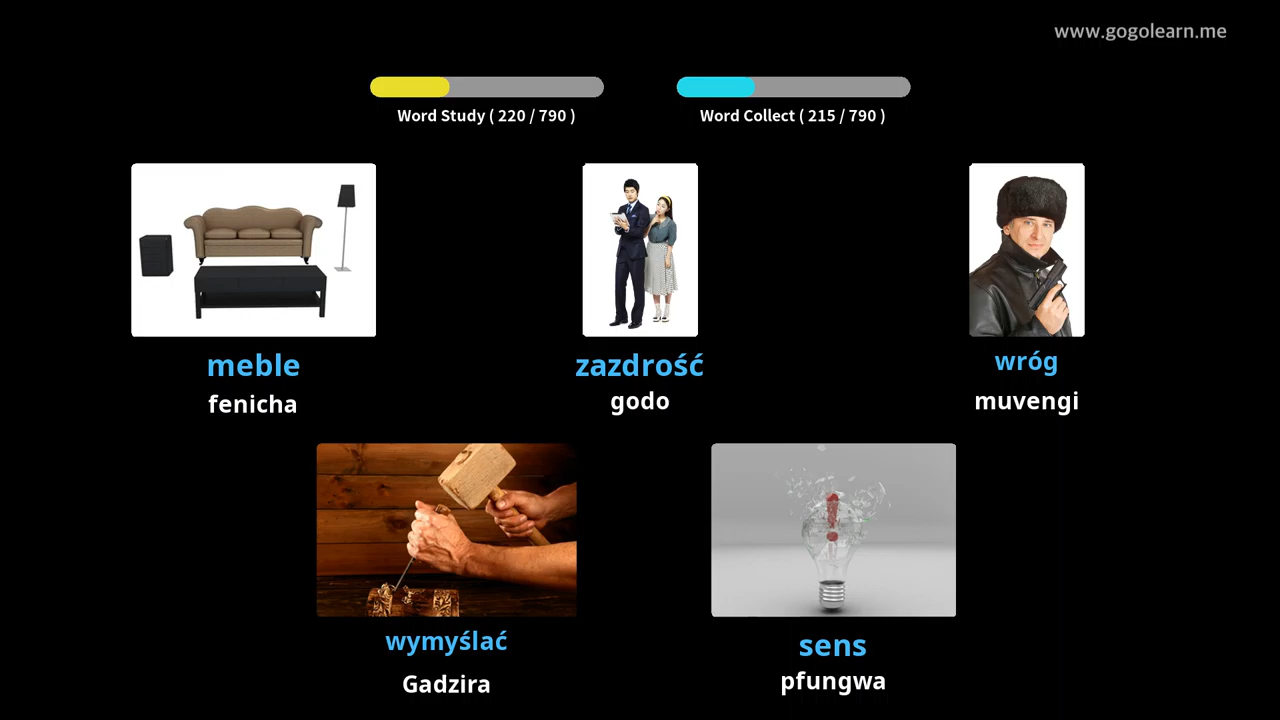 www.gogolearn.me
Word Study ( 220 / 790 )
Word Collect ( 215 / 790 )
meble
fenicha
zazdrość
godo
wróg
muvengi
wymyślać
Gadzira
sens
pfungwa